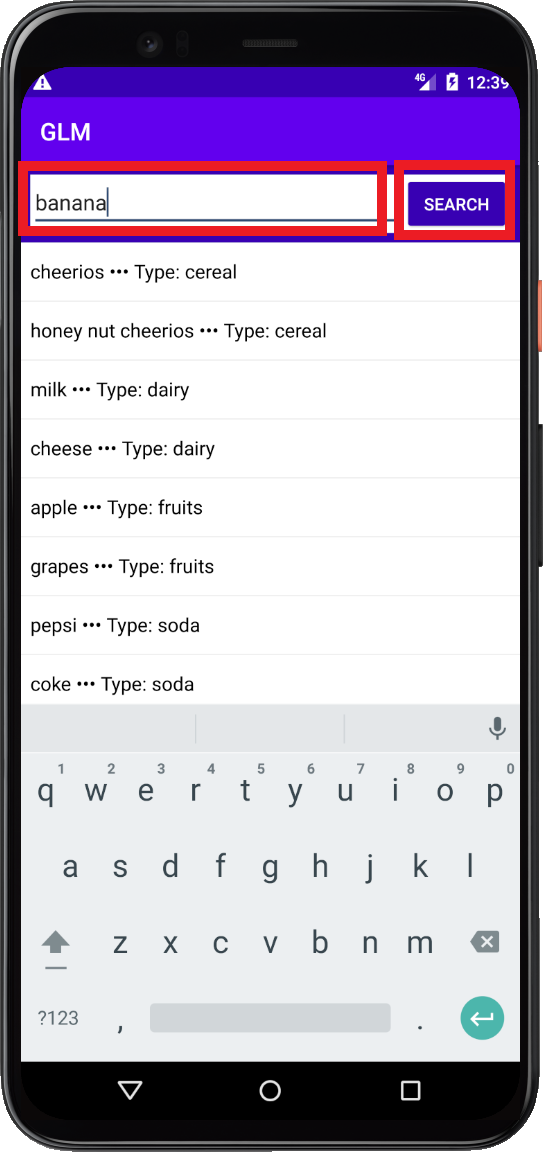 4G 12:39
GLM
banana SEARCH
cheerios ••• Type: cereal
honey nut cheerios ••• Type: cereal
milk ••• Type: dairy
cheese ••• Type: dairy
apple ••• Type: fruits
grapes ••• Type: fruits
pepsi ••• Type: soda
coke ••• Type: soda
1 2 3 4 5 6 7 8 9 0
q w e r t y u i o p
a s d f g h j k l
z x c v b n m
?123 , .